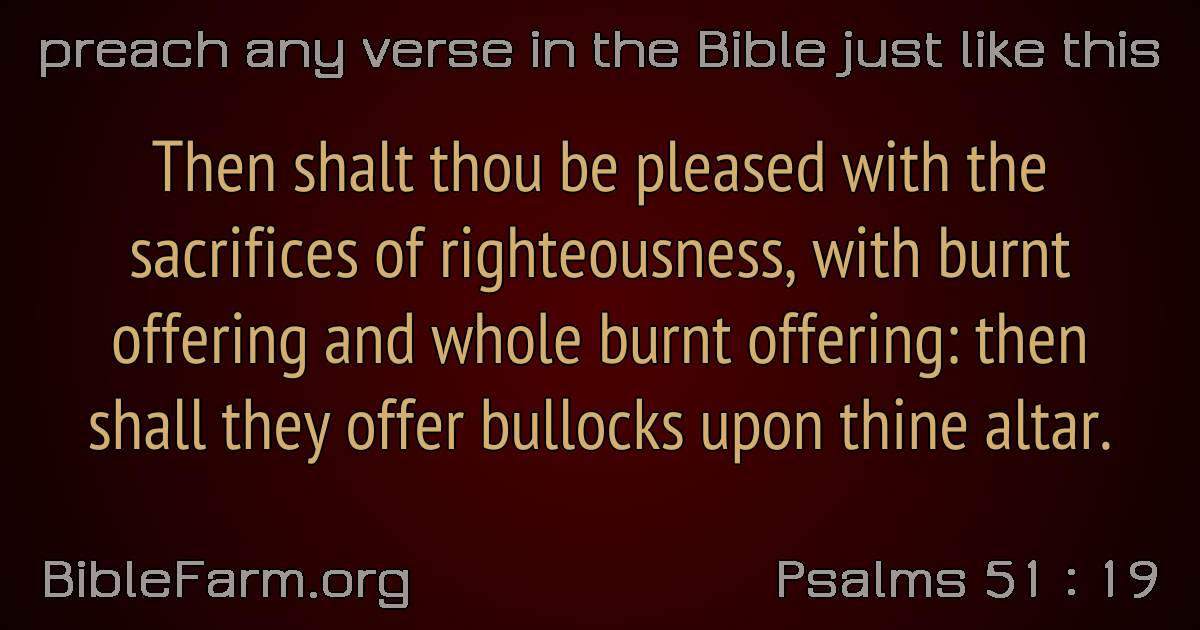 preach any verse in the Bible just like this
Then shalt thou be pleased with the
sacrifices of righteousness, with burnt
offering and whole burnt offering: then
shall they offer bullocks upon thine altar.
BibleFarm.org
Psalms 51 : 19